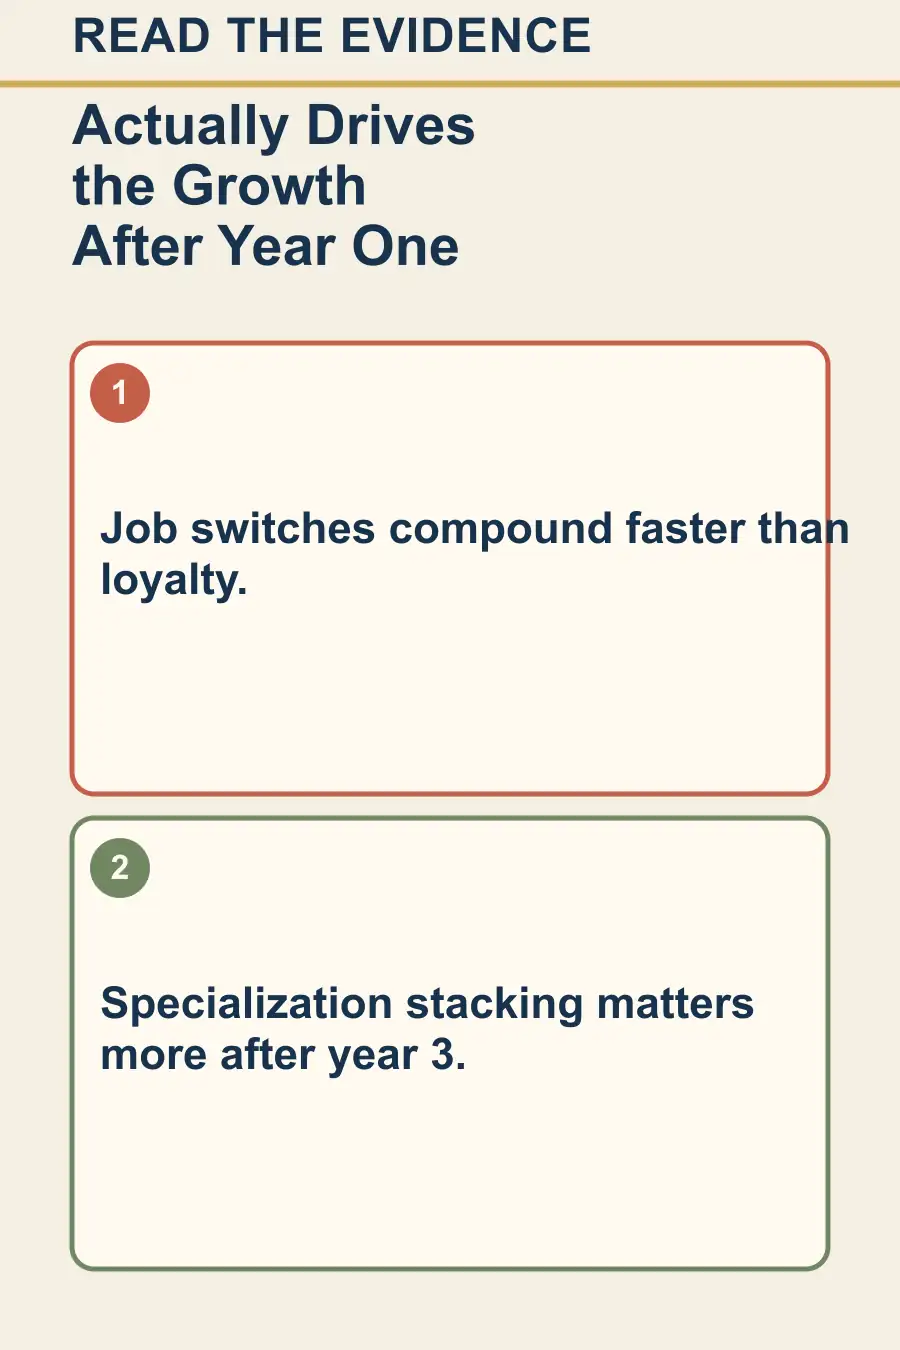 READ THE EVIDENCE
Actually Drives
the Growth
After Year One
1
Job switches compound faster than
loyalty.
2
Specialization stacking matters
more after year 3.